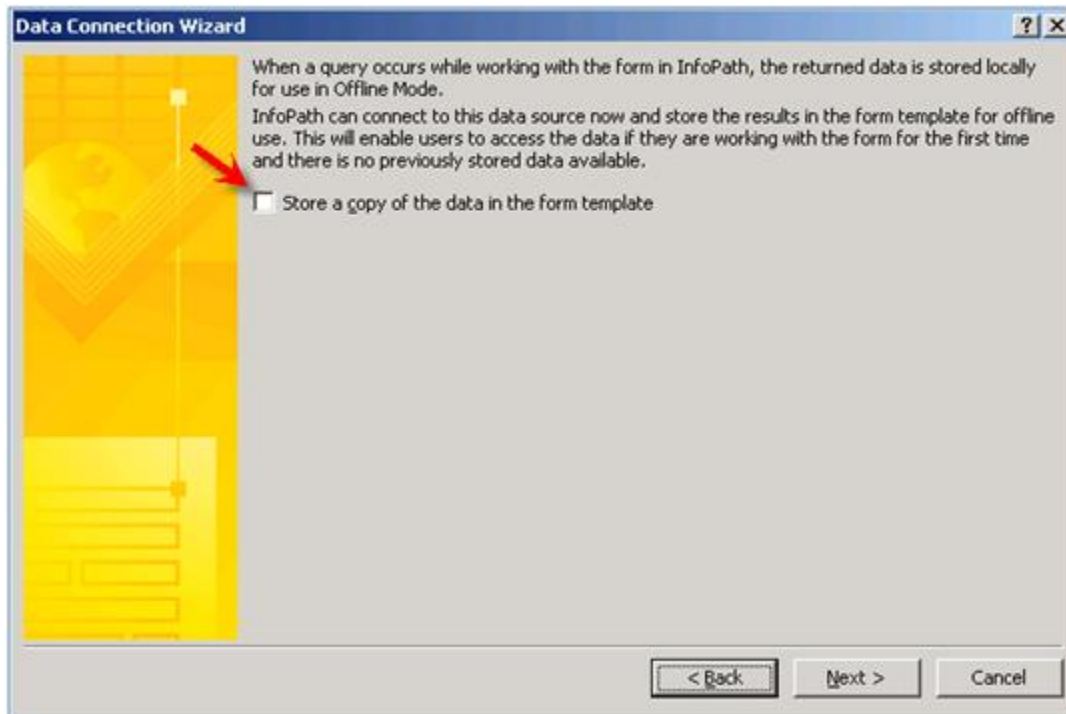 Data Connection Wizard
When a query occurs while working with the form in InfoPath, the returned data is stored locally
for use in Offline Mode.
InfoPath can connect to this data source now and store the results in the form template for offline
use. This will enable users to access the data if they are working with the form for the first time
and there is no previously stored data available.
Store a copy of the data in the form template
< Back
Next >
Cancel